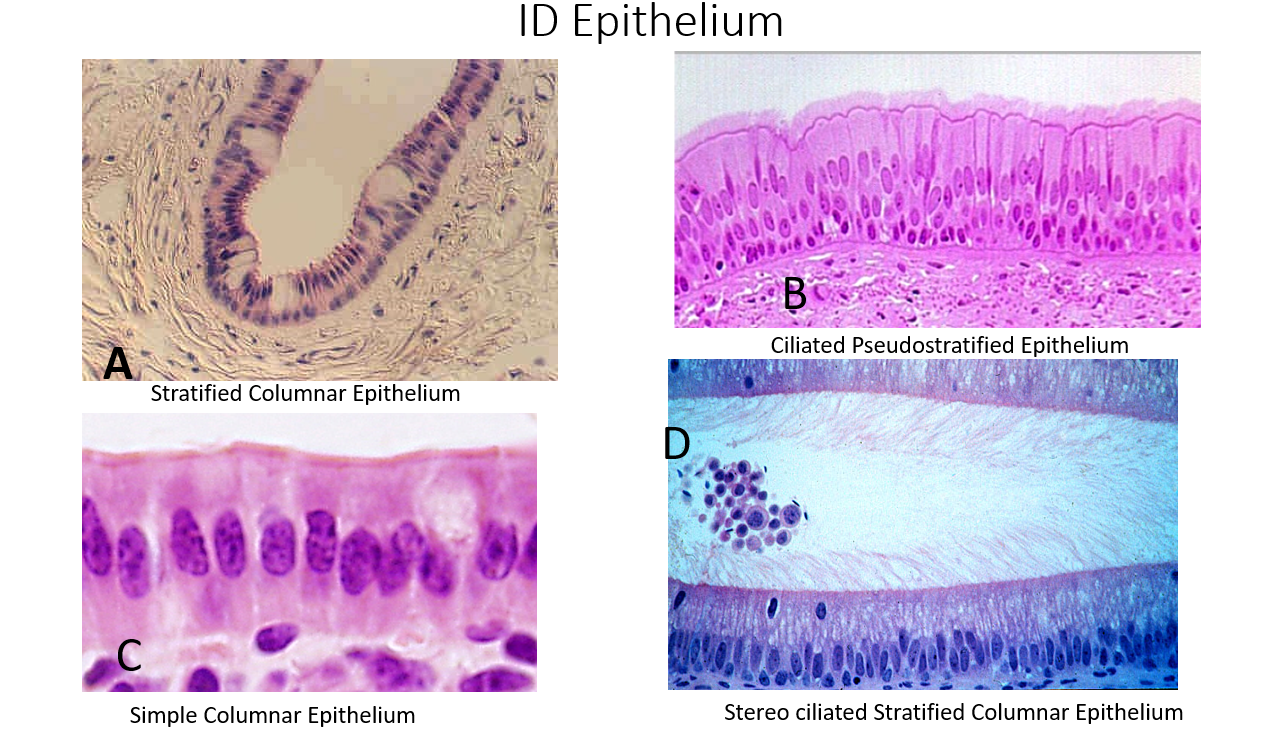 ID Epithelium
A
Stratified Columnar Epithelium
B
Ciliated Pseudostratified Epithelium
C
Simple Columnar Epithelium
D
Stereo ciliated Stratified Columnar Epithelium